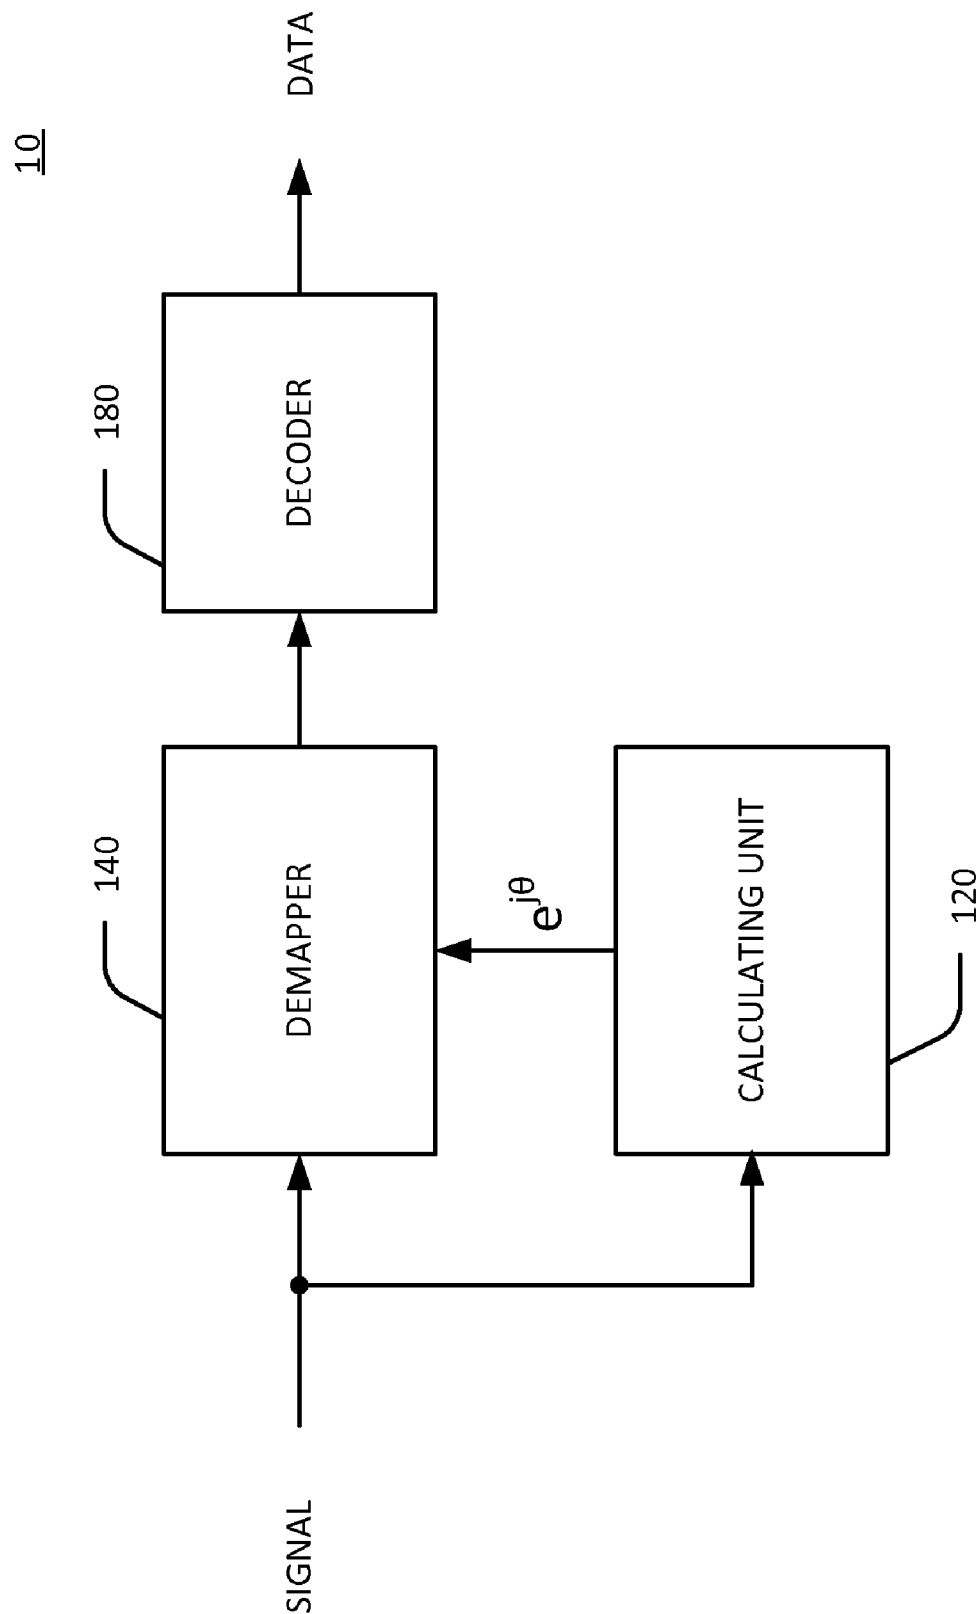 10
140
180
SIGNAL
DEMAPPER
DECODER
DATA
e^{jθ}
CALCULATING UNIT
120